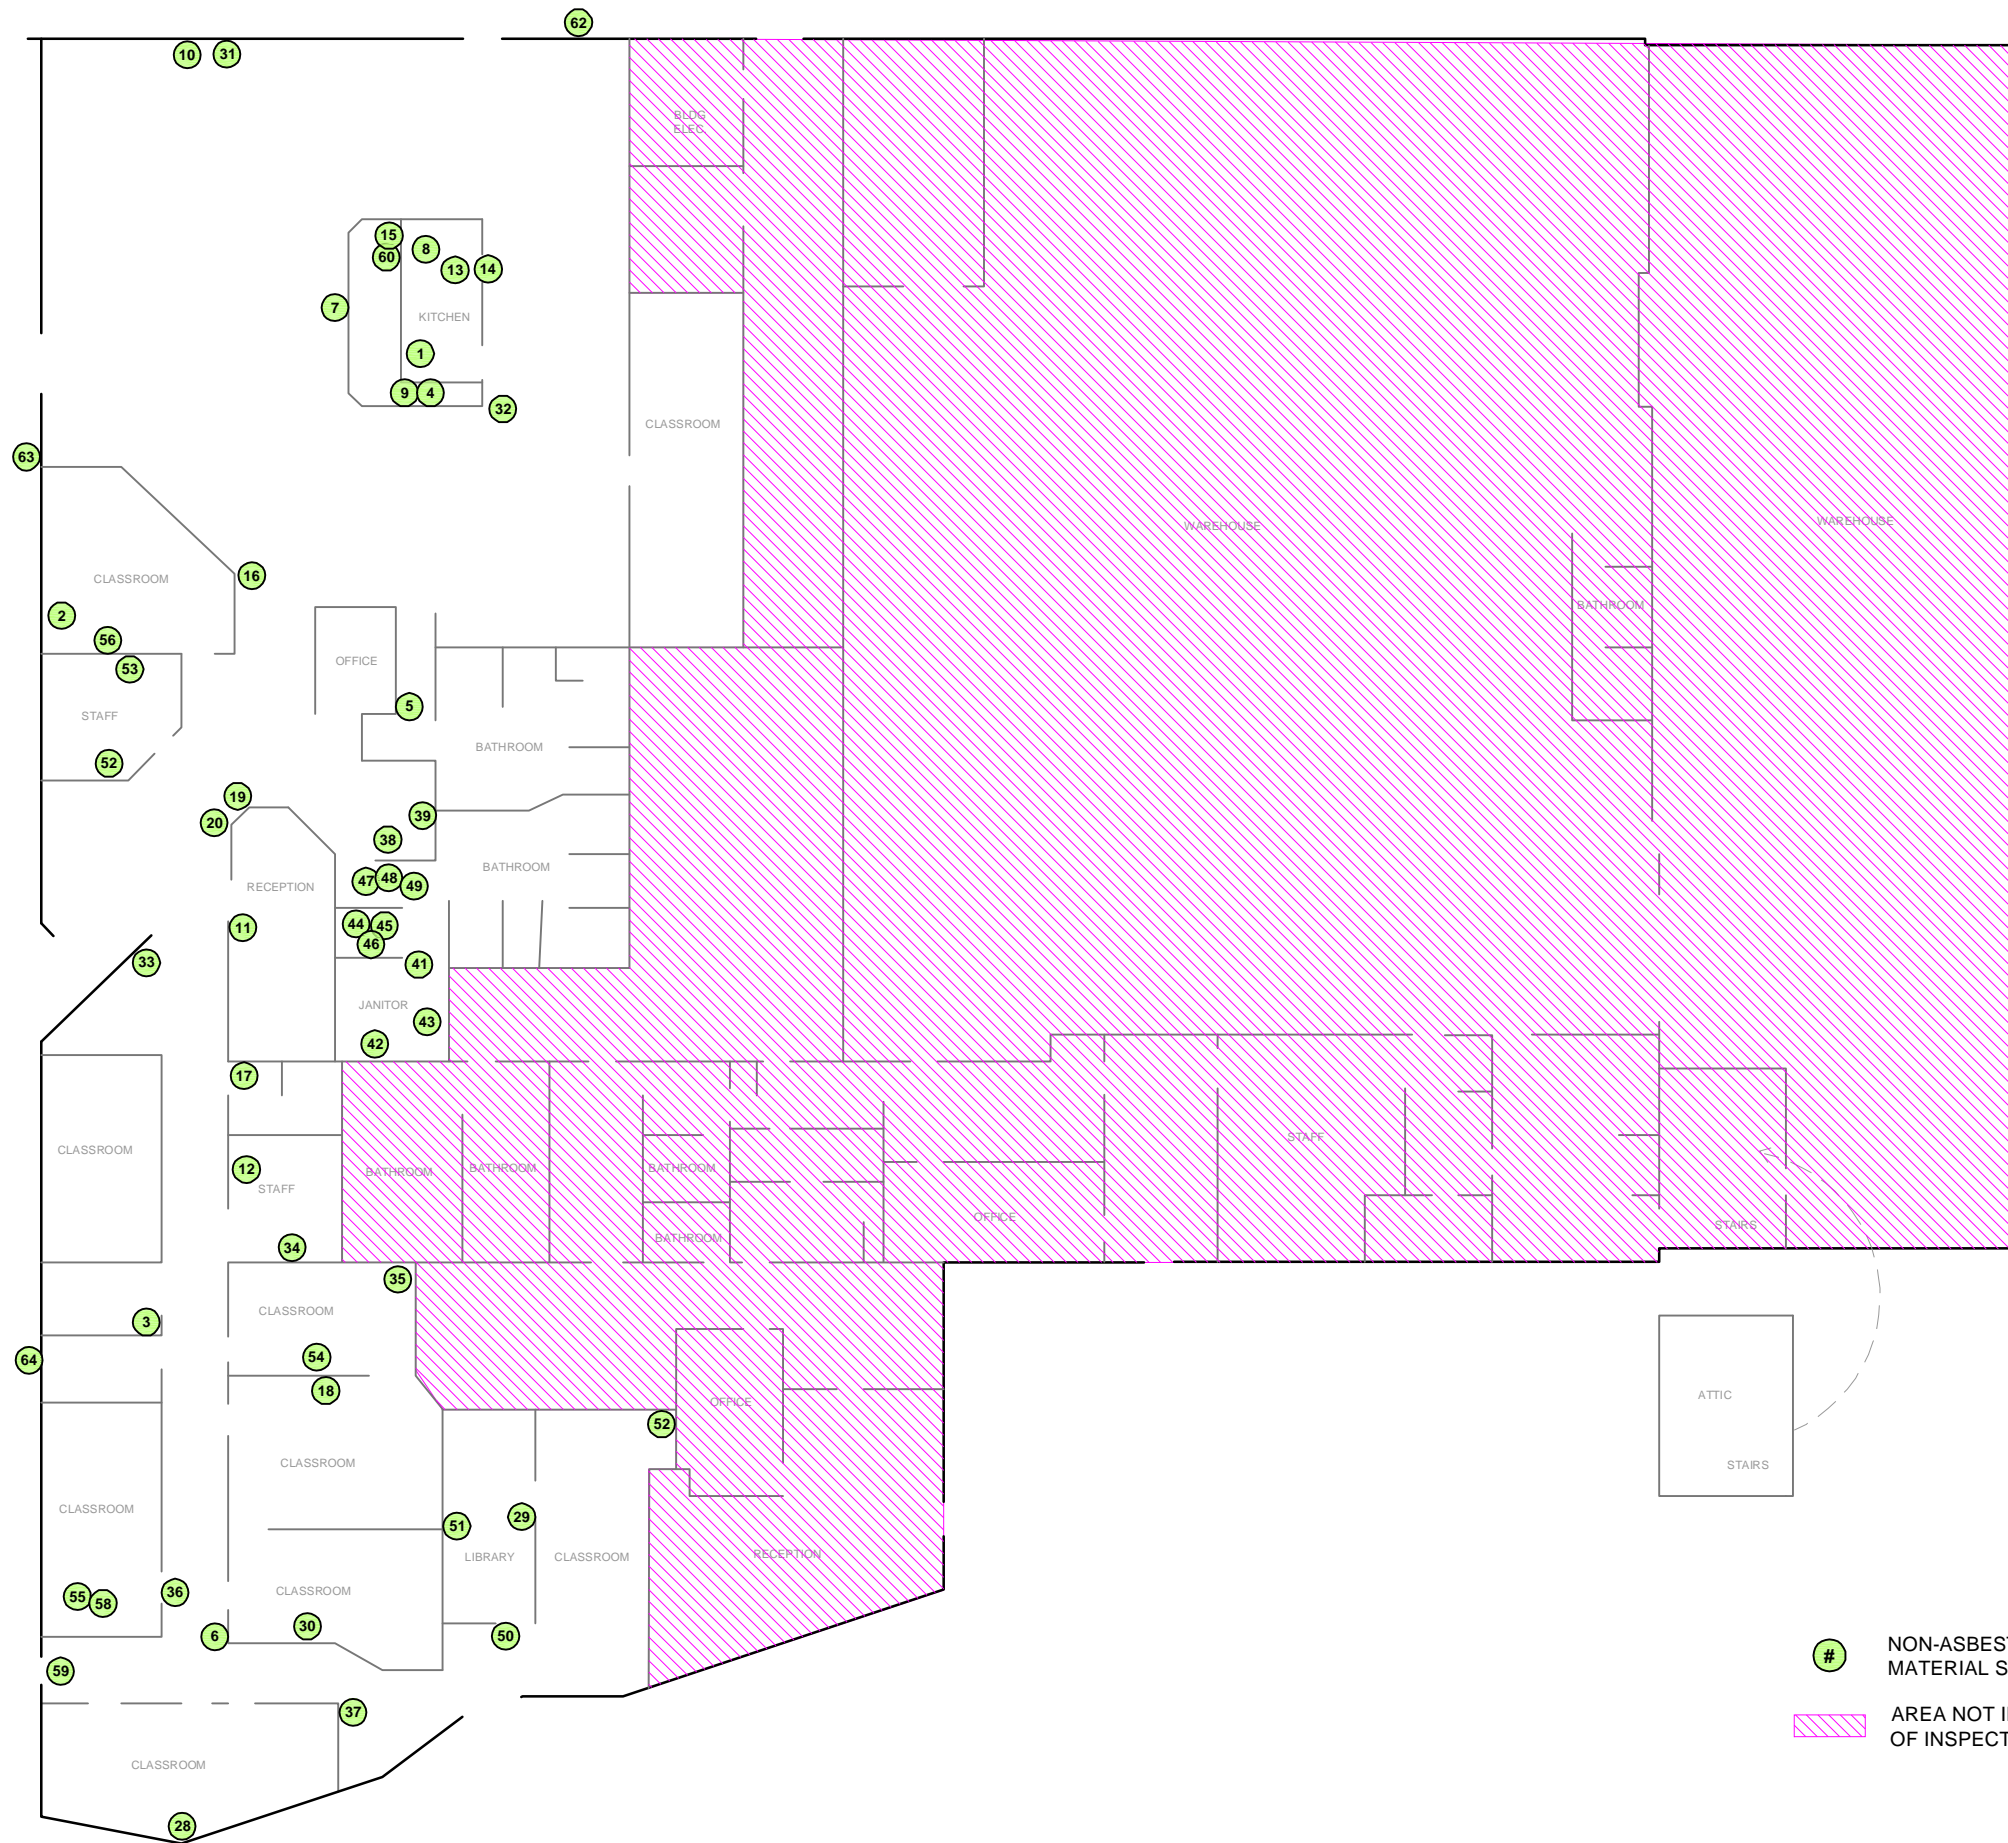 62
10
31
BLDG
ELEC
15
8
60
13
14
7
KITCHEN
1
9
4
32
CLASSROOM
63
WAREHOUSE
WAREHOUSE
CLASSROOM
16
2
BATHROOM
56
53
OFFICE
5
STAFF
BATHROOM
52
19
20
39
38
BATHROOM
47
48
49
RECEPTION
11
44
45
46
33
41
JANITOR
43
42
17
CLASSROOM
STAFF
12
STAFF
BATHROOM
BATHROOM
BATHROOM
OFFICE
STAIRS
BATHROOM
34
35
3
CLASSROOM
64
54
18
ATTIC
OFFICE
52
CLASSROOM
STAIRS
CLASSROOM
29
51
LIBRARY
CLASSROOM
RECEPTION
CLASSROOM
55
58
36
30
6
50
59
37
CLASSROOM
28
# NON-ASBEST
MATERIAL S
AREA NOT I
OF INSPECT